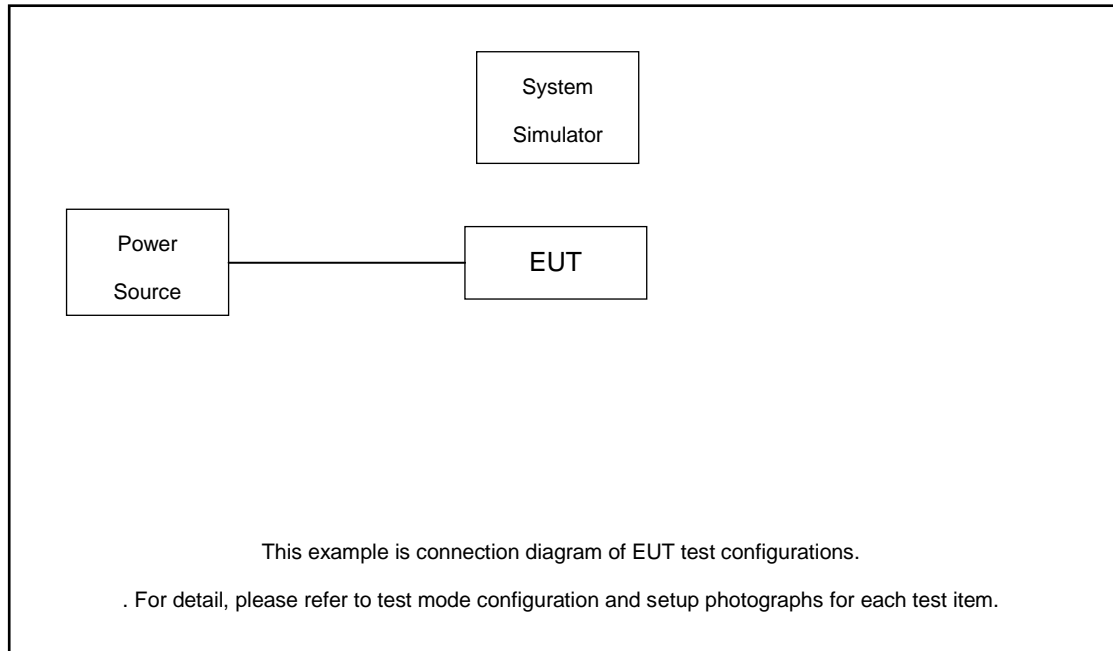 System
Simulator
Power
Source
EUT
This example is connection diagram of EUT test configurations.
. For detail, please refer to test mode configuration and setup photographs for each test item.